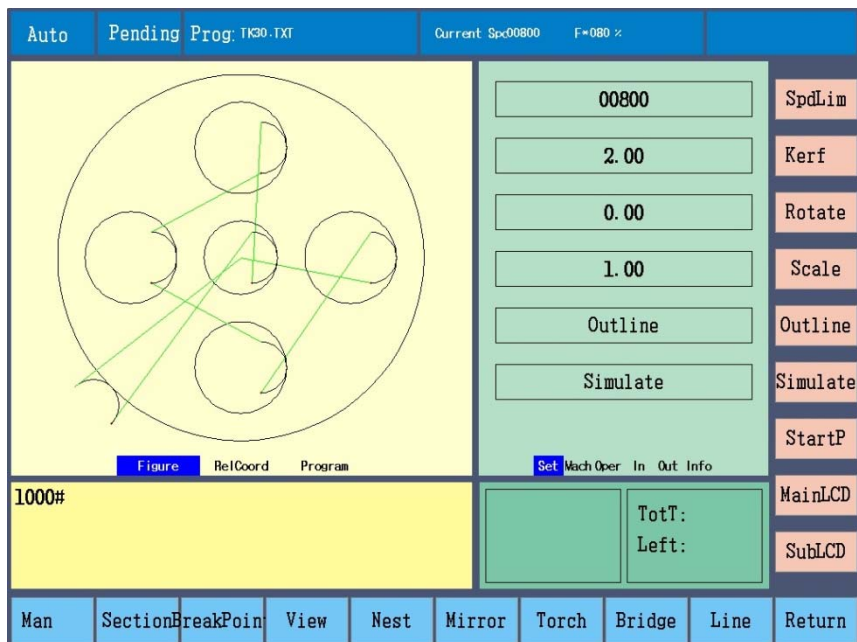 Auto Pending Prog: TK30.TXT Current Spc00800 F=080 %
00800 SpdLim
2.00 Kerf
0.00 Rotate
1.00 Scale
Outline Outline
Simulate Simulate
StartP
Figure RelCoord Program Set Mach Oper In Out Info
1000# MainLCD
TotT:
Left: SubLCD
Man Section BreakPoin View Nest Mirror Torch Bridge Line Return